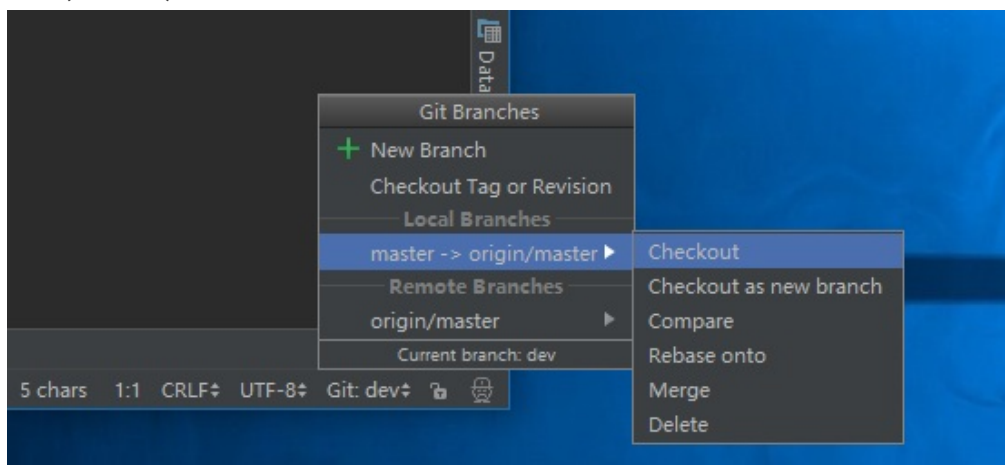 Data
Git Branches
New Branch
Checkout Tag or Revision
Local Branches
master -> origin/master
Checkout
Remote Branches
Checkout as new branch
origin/master
Compare
Current branch: dev
Rebase onto
5 chars 1:1 CRLF UTF-8 Git: dev
Merge
Delete